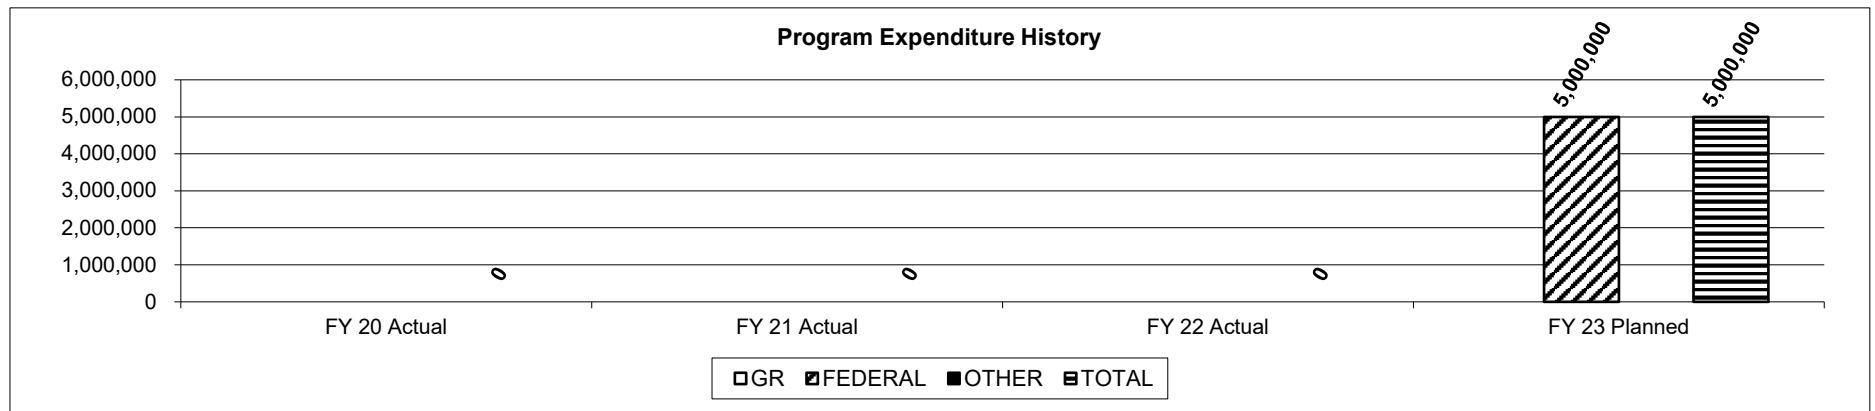 Program Expenditure History
5,000,000
5,000,000
6,000,000
5,000,000
4,000,000
3,000,000
2,000,000
1,000,000
0
0
0
0
FY 20 Actual
FY 21 Actual
FY 22 Actual
FY 23 Planned
GR FEDERAL OTHER TOTAL